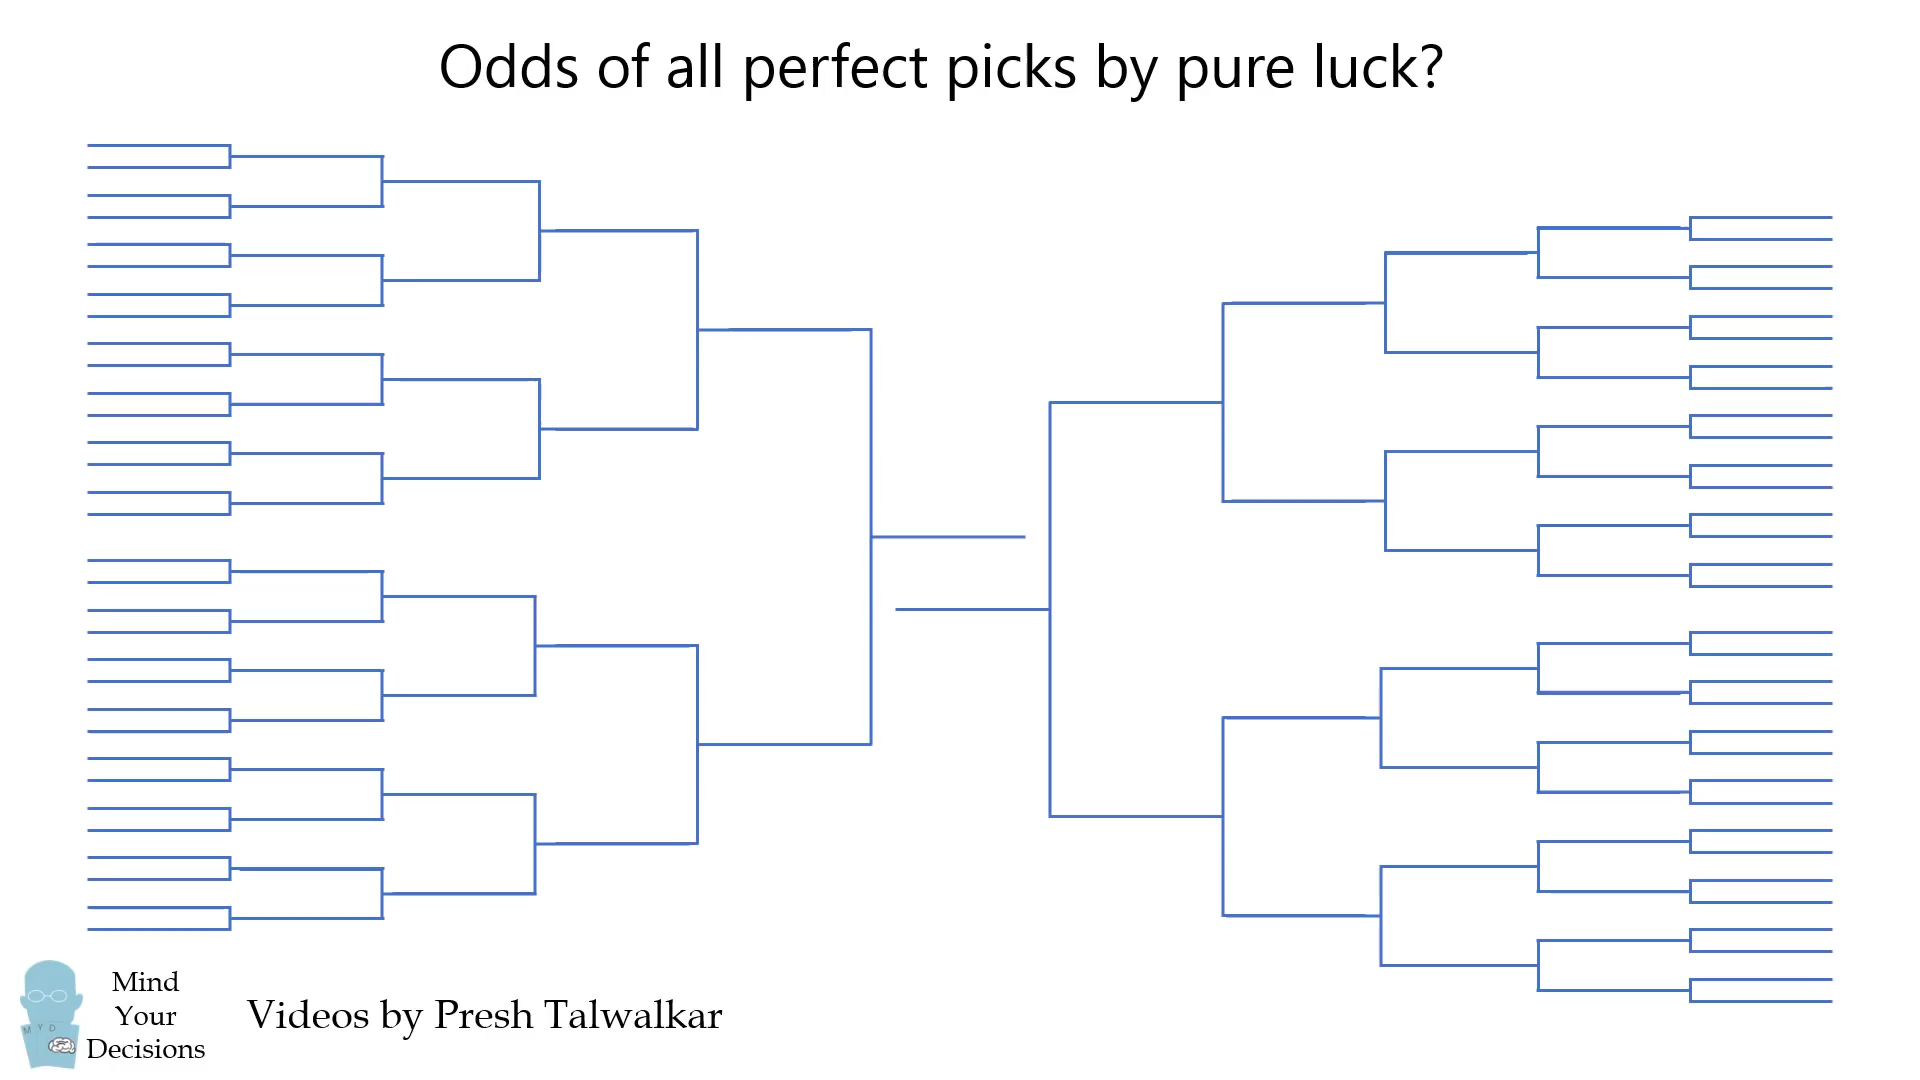 Odds of all perfect picks by pure luck?
M Y D
Mind
Your
Decisions
Videos by Presh Talwalkar